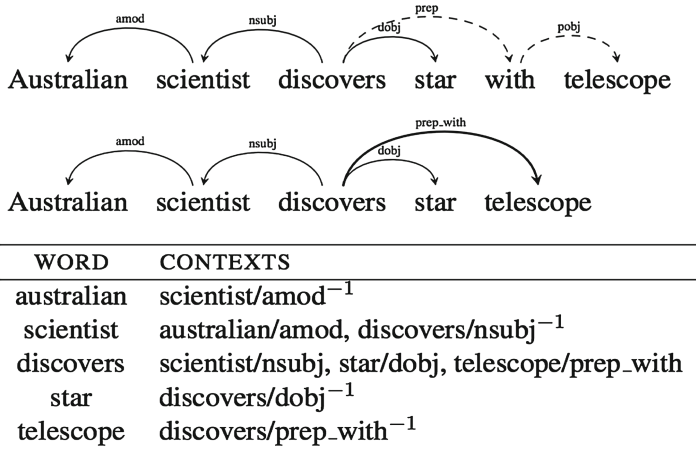 prep
amod nsubj dobj pobj
Australian scientist discovers star with telescope
prep_with
amod nsubj dobj
Australian scientist discovers star telescope
WORD CONTEXTS
australian scientist/amod⁻¹
scientist australian/amod, discovers/nsubj⁻¹
discovers scientist/nsubj, star/dobj, telescope/prep_with
star discovers/dobj⁻¹
telescope discovers/prep_with⁻¹